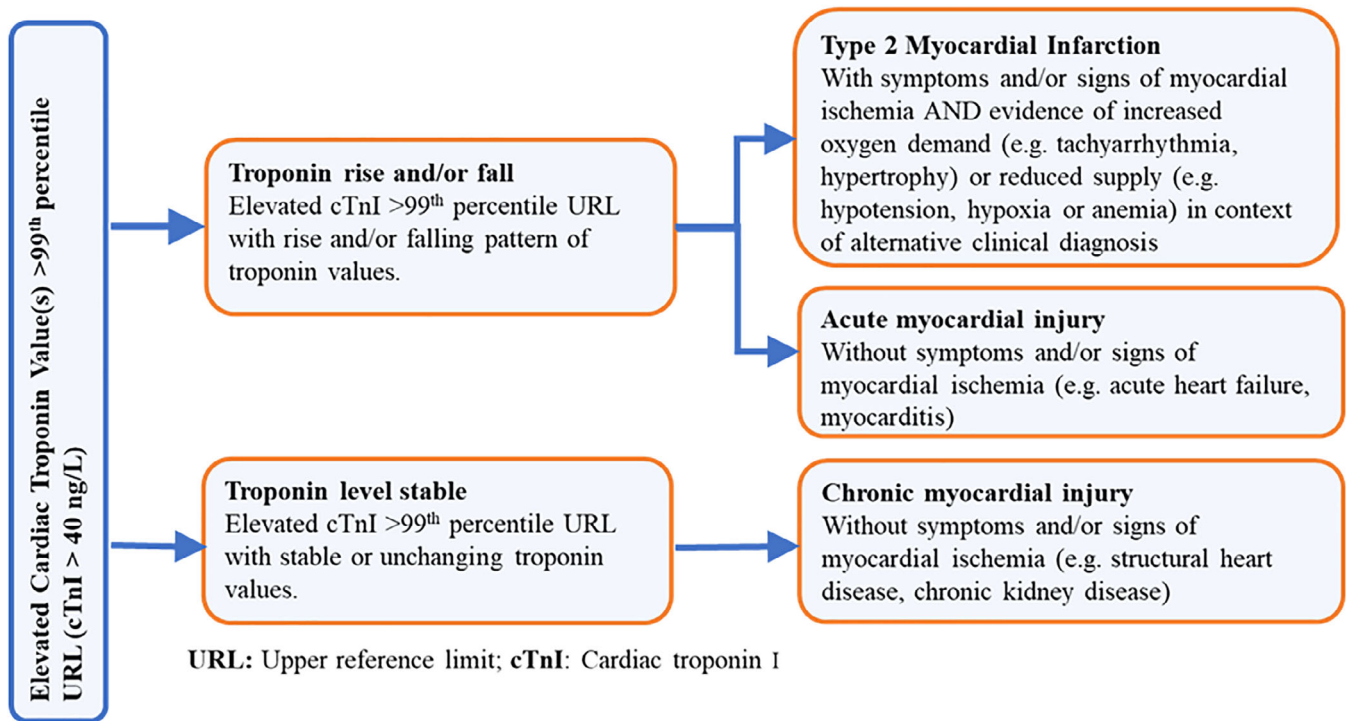 Elevated Cardiac Troponin Value(s) >99th percentile
URL (cTnI > 40 ng/L)
Troponin rise and/or fall
Elevated cTnI >99th percentile URL
with rise and/or falling pattern of
troponin values.
Type 2 Myocardial Infarction
With symptoms and/or signs of myocardial
ischemia AND evidence of increased
oxygen demand (e.g. tachyarrhythmia,
hypertrophy) or reduced supply (e.g.
hypotension, hypoxia or anemia) in context
of alternative clinical diagnosis
Acute myocardial injury
Without symptoms and/or signs of
myocardial ischemia (e.g. acute heart failure,
myocarditis)
Troponin level stable
Elevated cTnI >99th percentile URL
with stable or unchanging troponin
values.
Chronic myocardial injury
Without symptoms and/or signs of
myocardial ischemia (e.g. structural heart
disease, chronic kidney disease)
URL: Upper reference limit; cTnI: Cardiac troponin I